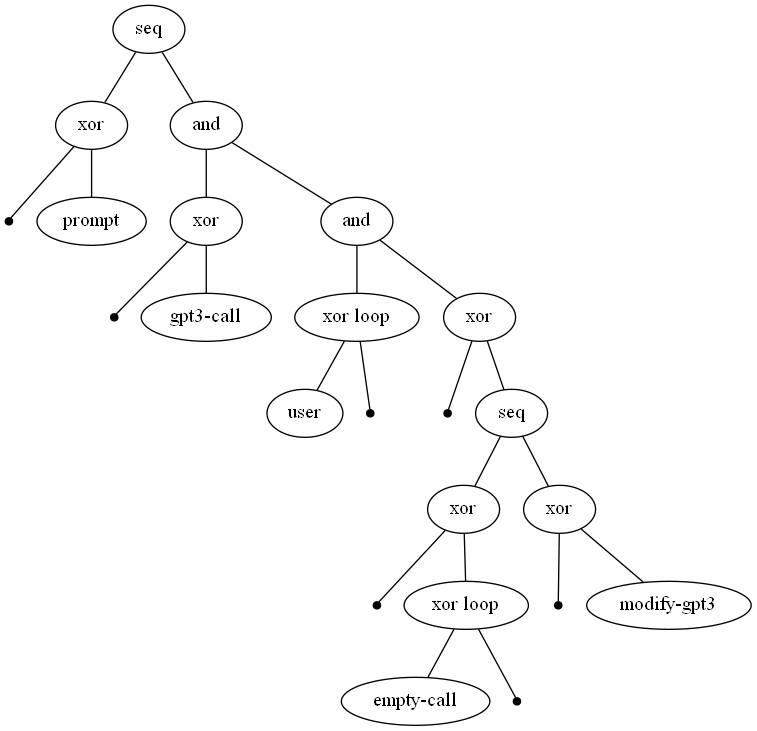 seq
xor
and
prompt
xor
and
gpt3-call
xor loop
xor
user
seq
xor
xor
xor loop
modify-gpt3
empty-call